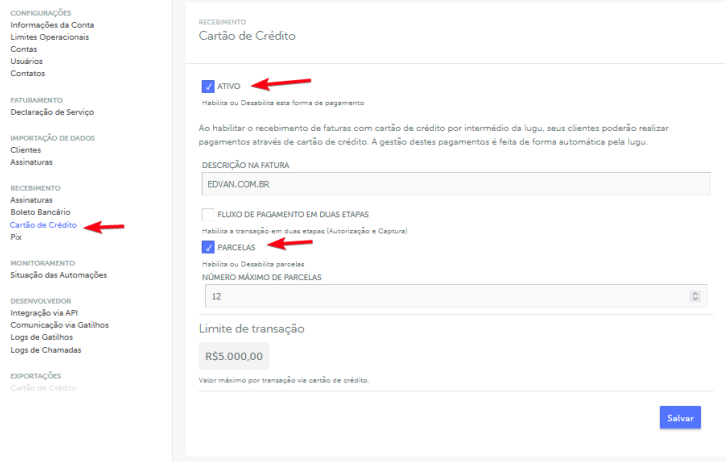 CONFIGURAÇÕES
Informações da Conta
Limites Operacionais
Contas
Usuários
Contatos
FATURAMENTO
Declaração de Serviço
IMPORTAÇÃO DE DADOS
Clientes
Assinaturas
RECEBIMENTO
Assinaturas
Boleto Bancário
Cartão de Crédito
Pix
MONITORAMENTO
Situação das Automações
DESENVOLVEDOR
Integração via API
Comunicação via Gatilhos
Logs de Gatilhos
Logs de Chamadas
EXPORTAÇÕES
Cartão de Crédito
RECEBIMENTO
Cartão de Crédito
ATIVO
Habilita ou Desabilita esta forma de pagamento
Ao habilitar o recebimento de faturas com cartão de crédito por intermédio da Iugu, seus clientes poderão realizar
pagamentos através de cartão de crédito. A gestão destes pagamentos é feita de forma automática pela Iugu.
DESCRIÇÃO NA FATURA
EDVAN.COM.BR
FLUXO DE PAGAMENTO EM DUAS ETAPAS
Habilita a transação em duas etapas (Autorização e Captura)
PARCELAS
Habilita ou Desabilita parcelas
NÚMERO MÁXIMO DE PARCELAS
12
Limite de transação
R$5.000,00
Valor máximo por transação via cartão de crédito.
Salvar